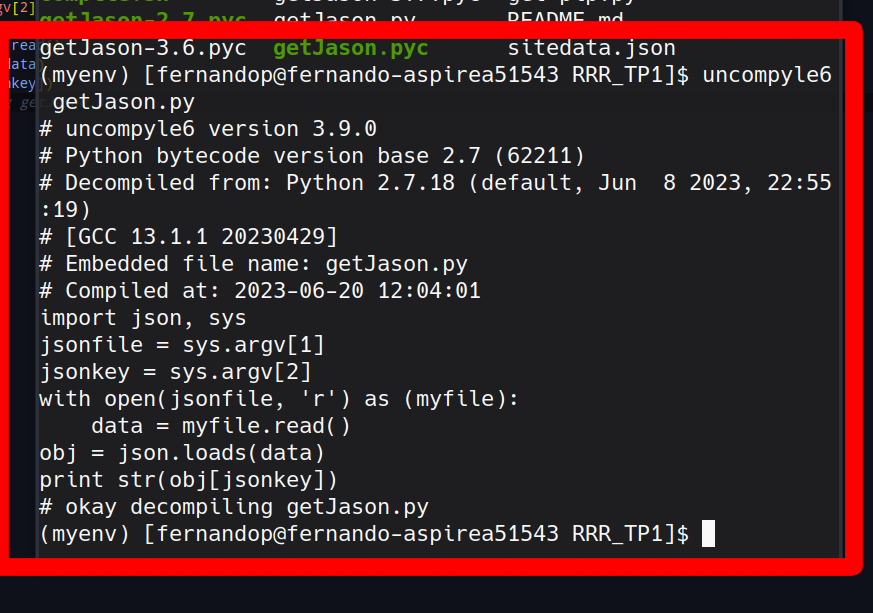 gv[2]
getJason-2.7.pyc getJason.py README.md
read
getJason-3.6.pyc getJason.pyc sitedata.json
data
(myenv) [fernandop@fernando-aspirea51543 RRR_TP1]$ uncompyle6
nkey
getJason.py
# uncompyle6 version 3.9.0
# Python bytecode version base 2.7 (62211)
# Decompiled from: Python 2.7.18 (default, Jun  8 2023, 22:55
:19)
# [GCC 13.1.1 20230429]
# Embedded file name: getJason.py
# Compiled at: 2023-06-20 12:04:01
import json, sys
jsonfile = sys.argv[1]
jsonkey = sys.argv[2]
with open(jsonfile, 'r') as (myfile):
    data = myfile.read()
obj = json.loads(data)
print str(obj[jsonkey])
# okay decompiling getJason.py
(myenv) [fernandop@fernando-aspirea51543 RRR_TP1]$